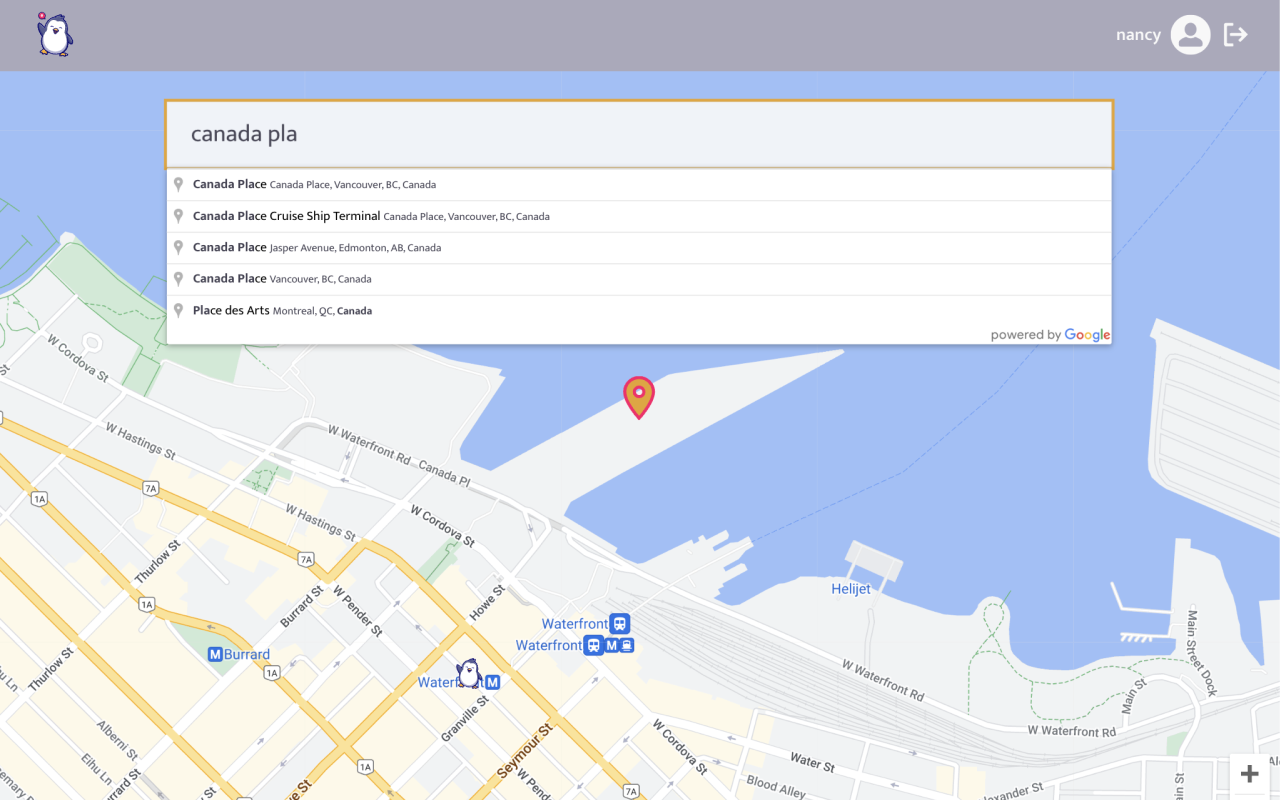 nancy
canada pla
Canada Place Canada Place, Vancouver, BC, Canada
Canada Place Cruise Ship Terminal Canada Place, Vancouver, BC, Canada
Canada Place Jasper Avenue, Edmonton, AB, Canada
Canada Place Vancouver, BC, Canada
Place des Arts Montreal, QC, Canada
powered by Google
W Cordova St
St
W Hastings St
W Waterfront Rd
Canada Pl
7A
1A
W Hastings St
W Cordova St
7A
Thurlow St
1A
Burrard St
W Pender St
Howe St
Helijet
Waterfront
Waterfront M
M Burrard
1A
Thurlow St
M
W Waterfront Rd
Main Street Dock
Main St
Granville St
Alberni St
Seymour St
W Cordova St
W Waterfront Rd
Water St
Eihu Ln
1A
W Pe
7A
Blood Alley
St
+